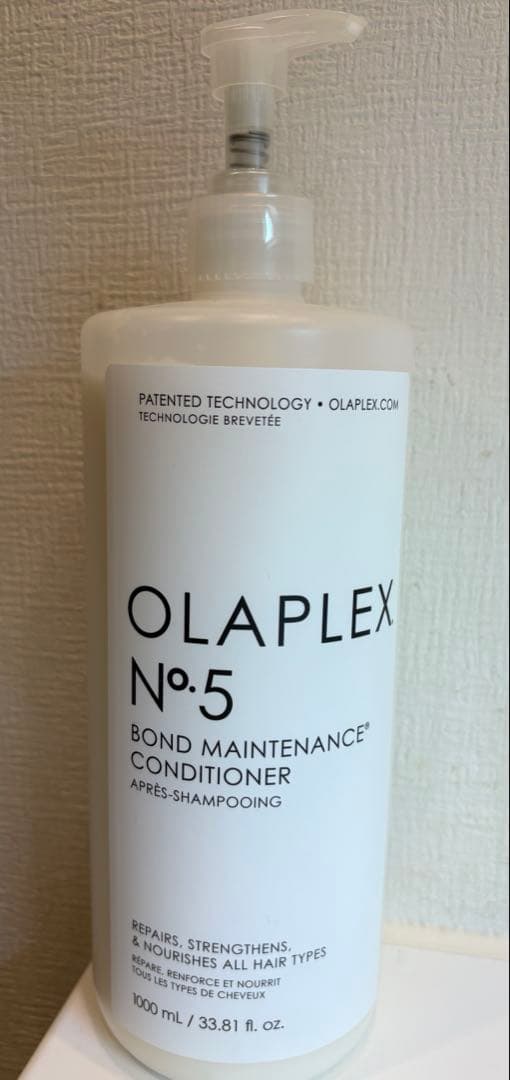 PATENTED TECHNOLOGY • OLAPLEX.COM
TECHNOLOGIE BREVETÉE
OLAPLEX.
Nº.5
BOND MAINTENANCE®
CONDITIONER
APRÈS-SHAMPOOING
REPAIRS, STRENGTHENS,
& NOURISHES ALL HAIR TYPES
RÉPARE, RENFORCE ET NOURRIT
TOUS LES TYPES DE CHEVEUX
1000 mL / 33.81 fl. oz.